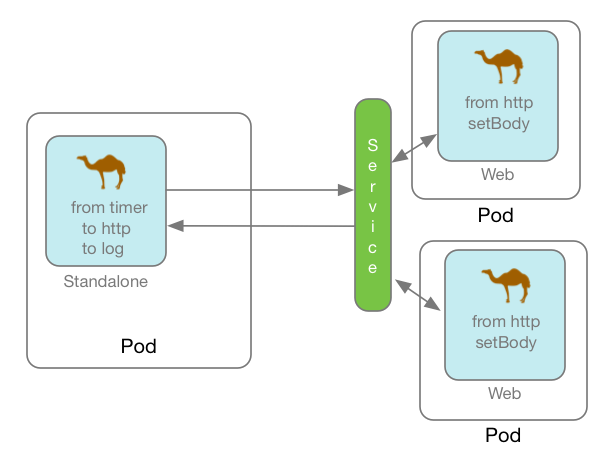 from timer
to http
to log
Standalone
Pod
Service
from http
setBody
Web
Pod
from http
setBody
Web
Pod